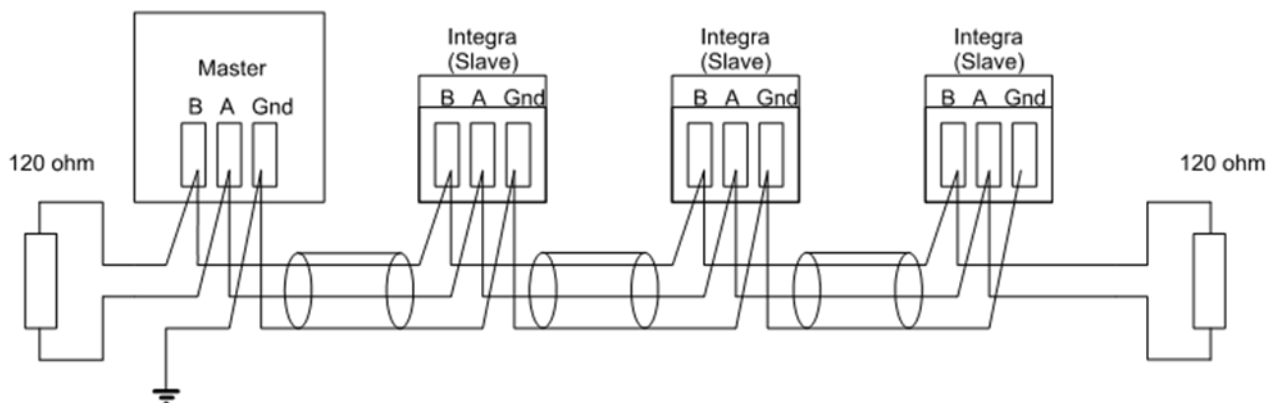 Master
B A Gnd
Integra
(Slave)
B A Gnd
Integra
(Slave)
B A Gnd
Integra
(Slave)
B A Gnd
120 ohm
120 ohm